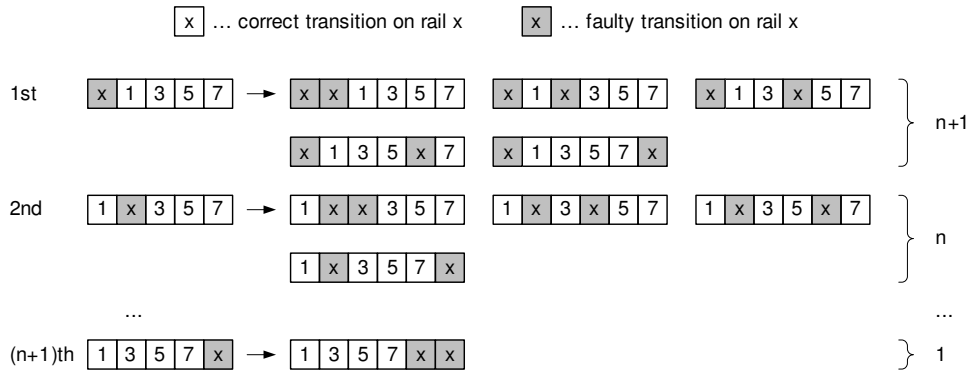 x ... correct transition on rail x x ... faulty transition on rail x
1st x 1 3 5 7 x x 1 3 5 7 x 1 x 3 5 7 x 1 3 x 5 7
n+1
x 1 3 5 x 7 x 1 3 5 7 x
2nd 1 x 3 5 7 1 x x 3 5 7 1 x 3 x 5 7 1 x 3 5 x 7
n
1 x 3 5 7 x
... ...
(n+1)th 1 3 5 7 x 1 3 5 7 x x 1